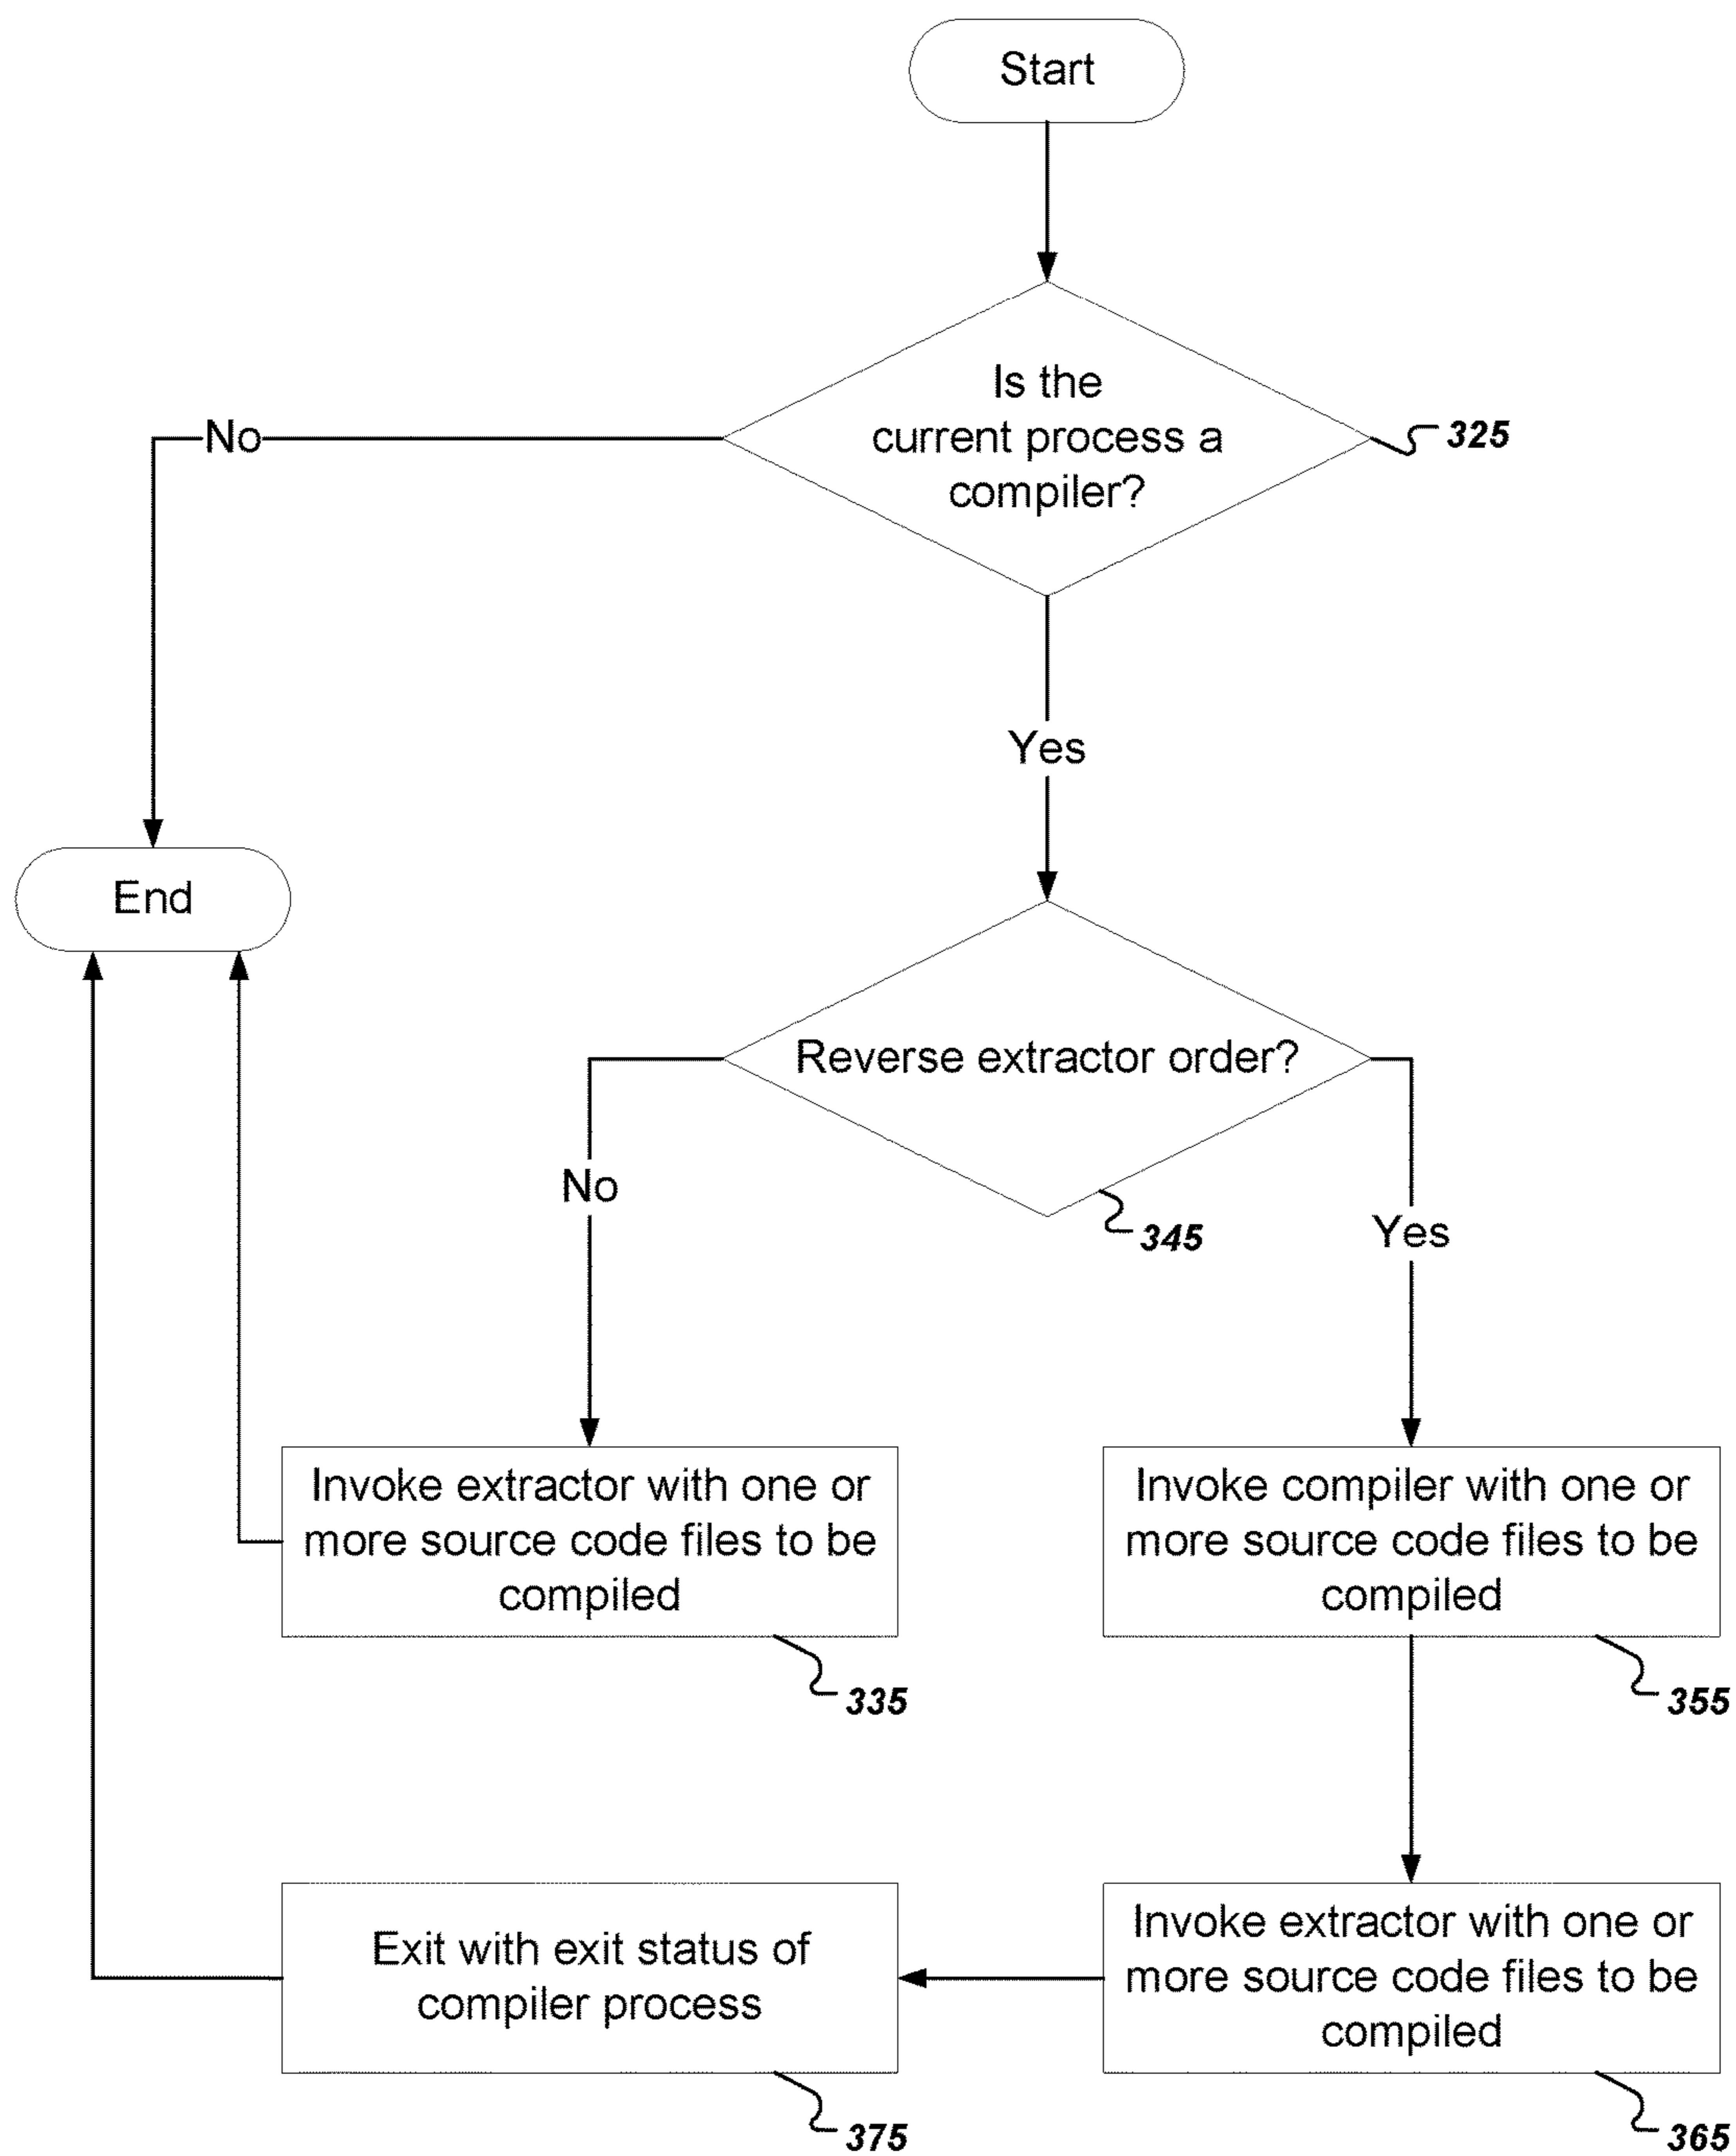 Start
Is the
current process a
compiler?
325
No
Yes
End
Reverse extractor order?
345
No
Yes
Invoke extractor with one or
more source code files to be
compiled
335
Invoke compiler with one or
more source code files to be
compiled
355
Exit with exit status of
compiler process
375
Invoke extractor with one or
more source code files to be
compiled
365